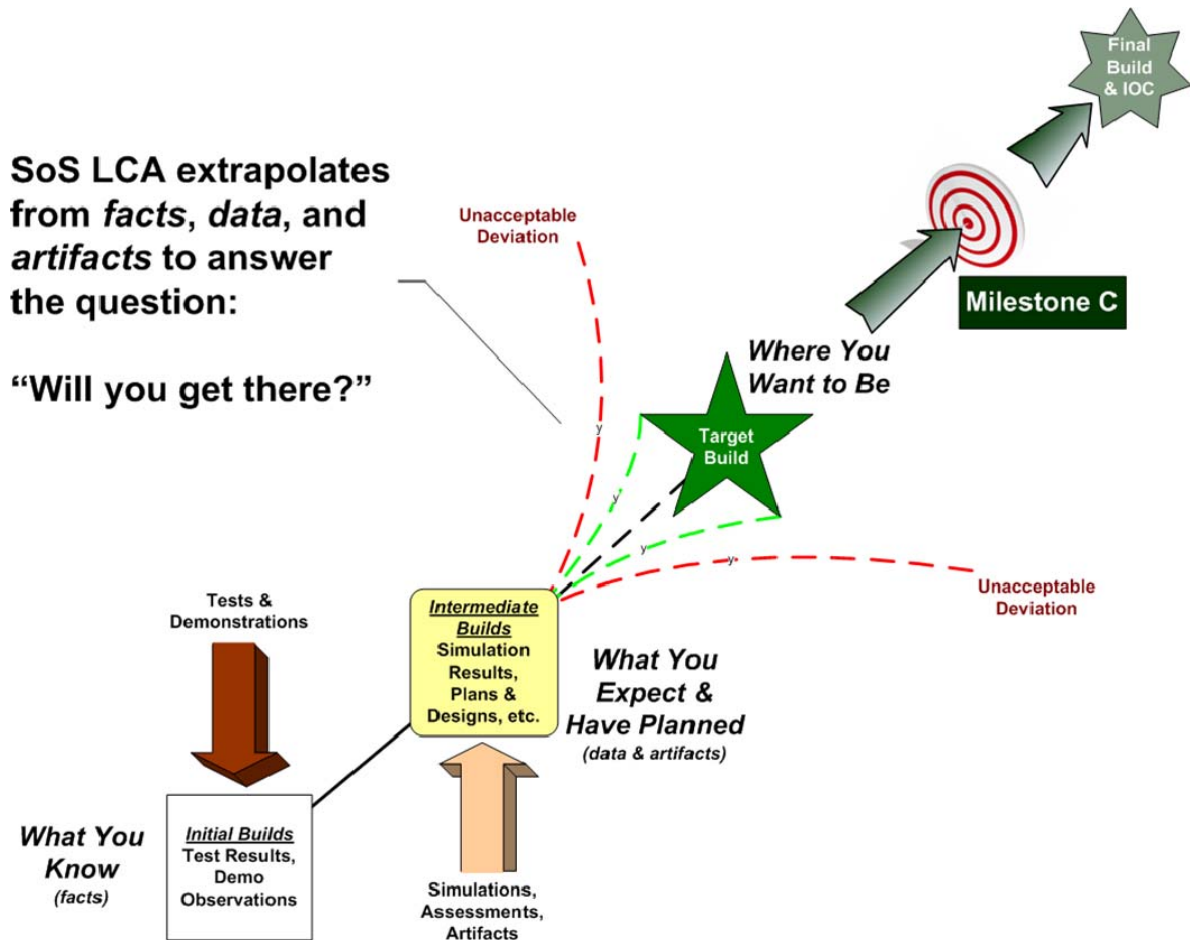 Final
Build
& IOC
SoS LCA extrapolates
from facts, data, and
artifacts to answer
the question:
“Will you get there?”
Unacceptable
Deviation
Milestone C
Where You
Want to Be
y
Target
Build
y
y
y
Unacceptable
Deviation
Tests &
Demonstrations
Intermediate
Builds
Simulation
Results,
Plans &
Designs, etc.
What You
Expect &
Have Planned
(data & artifacts)
What You
Know
(facts)
Initial Builds
Test Results,
Demo
Observations
Simulations,
Assessments,
Artifacts